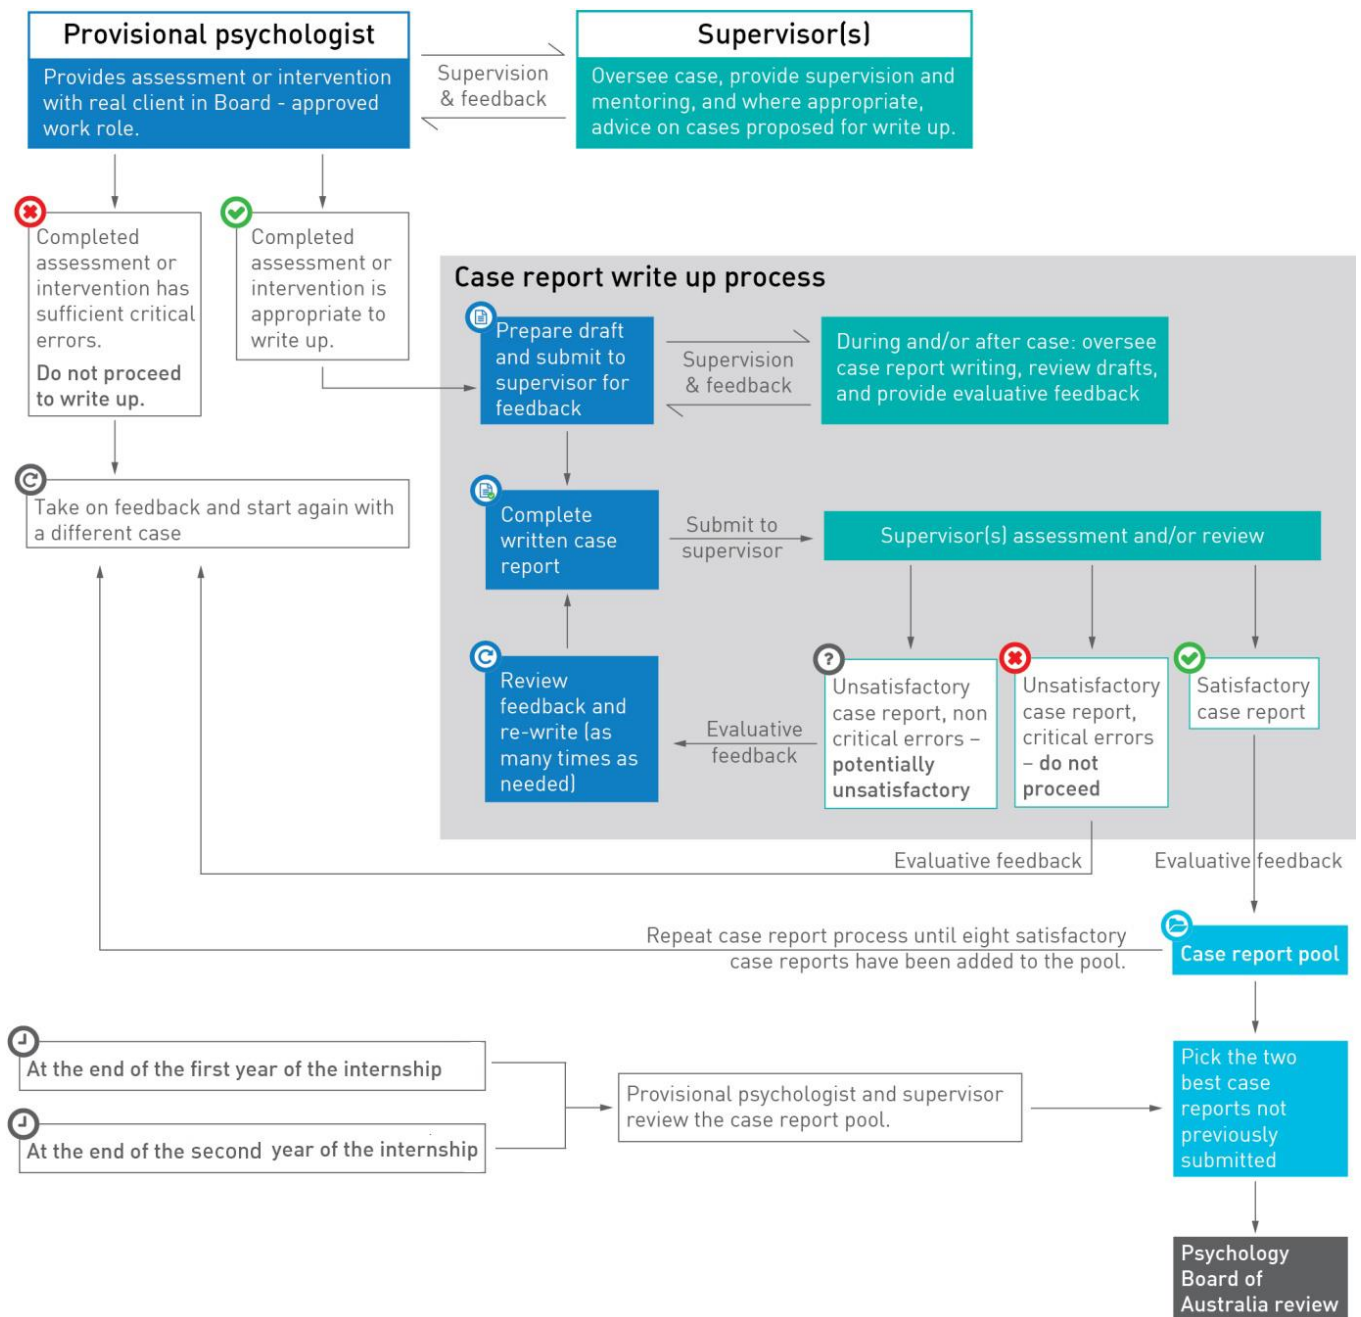 Provisional psychologist
Provides assessment or intervention
with real client in Board - approved
work role.
Supervision
& feedback
Supervisor(s)
Oversee case, provide supervision and
mentoring, and where appropriate,
advice on cases proposed for write up.
Completed
assessment or
intervention has
sufficient critical
errors.
Do not proceed
to write up.
Completed
assessment or
intervention is
appropriate to
write up.
Take on feedback and start again with
a different case
Case report write up process
Prepare draft
and submit to
supervisor for
feedback
Supervision
& feedback
During and/or after case: oversee
case report writing, review drafts,
and provide evaluative feedback
Complete
written case
report
Submit to
supervisor
Supervisor(s) assessment and/or review
Review
feedback and
re-write (as
many times as
needed)
Evaluative
feedback
?
Unsatisfactory
case report, non
critical errors –
potentially
unsatisfactory
Unsatisfactory
case report,
critical errors
– do not
proceed
Satisfactory
case report
Evaluative feedback
Evaluative feedback
Repeat case report process until eight satisfactory
case reports have been added to the pool.
Case report pool
At the end of the first year of the internship
At the end of the second year of the internship
Provisional psychologist and supervisor
review the case report pool.
Pick the two
best case
reports not
previously
submitted
Psychology
Board of
Australia review